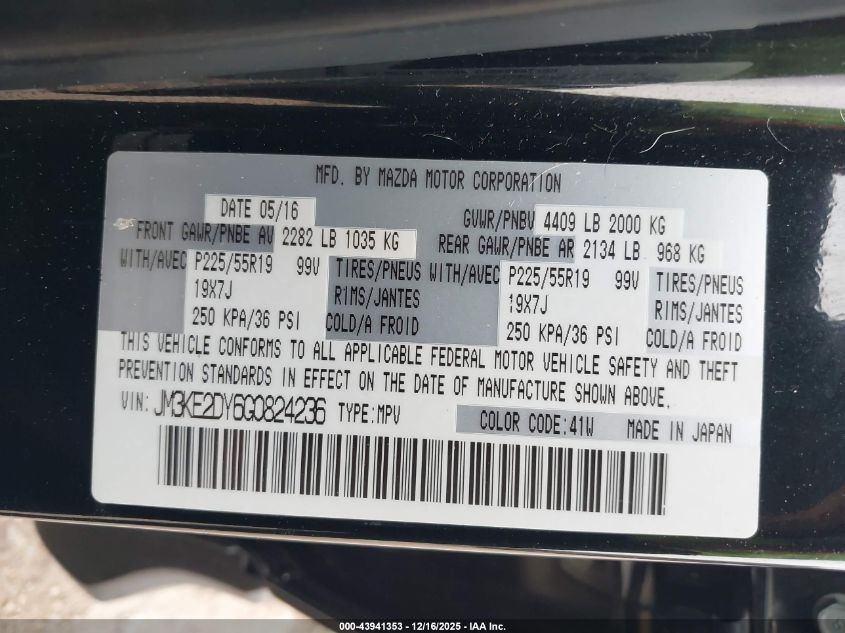 MFD. BY MAZDA MOTOR CORPORATION
DATE 05/16 GVWR/PNBV 4409 LB 2000 KG
FRONT GAWR/PNBE AV 2282 LB 1035 KG REAR GAWR/PNBE AR 2134 LB 968 KG
WITH/AVEC P225/55R19 99V TIRES/PNEUS WITH/AVEC P225/55R19 99V TIRES/PNEUS
19X7J RIMS/JANTES 19X7J RIMS/JANTES
250 KPA/36 PSI COLD/A FROID 250 KPA/36 PSI COLD/A FROID
THIS VEHICLE CONFORMS TO ALL APPLICABLE FEDERAL MOTOR VEHICLE SAFETY AND THEFT
PREVENTION STANDARDS IN EFFECT ON THE DATE OF MANUFACTURE SHOWN ABOVE.
VIN: JM3KE2DY6G0824236 TYPE:MPV COLOR CODE:41W MADE IN JAPAN
000-43941353 - 12/16/2025 - IAA Inc.